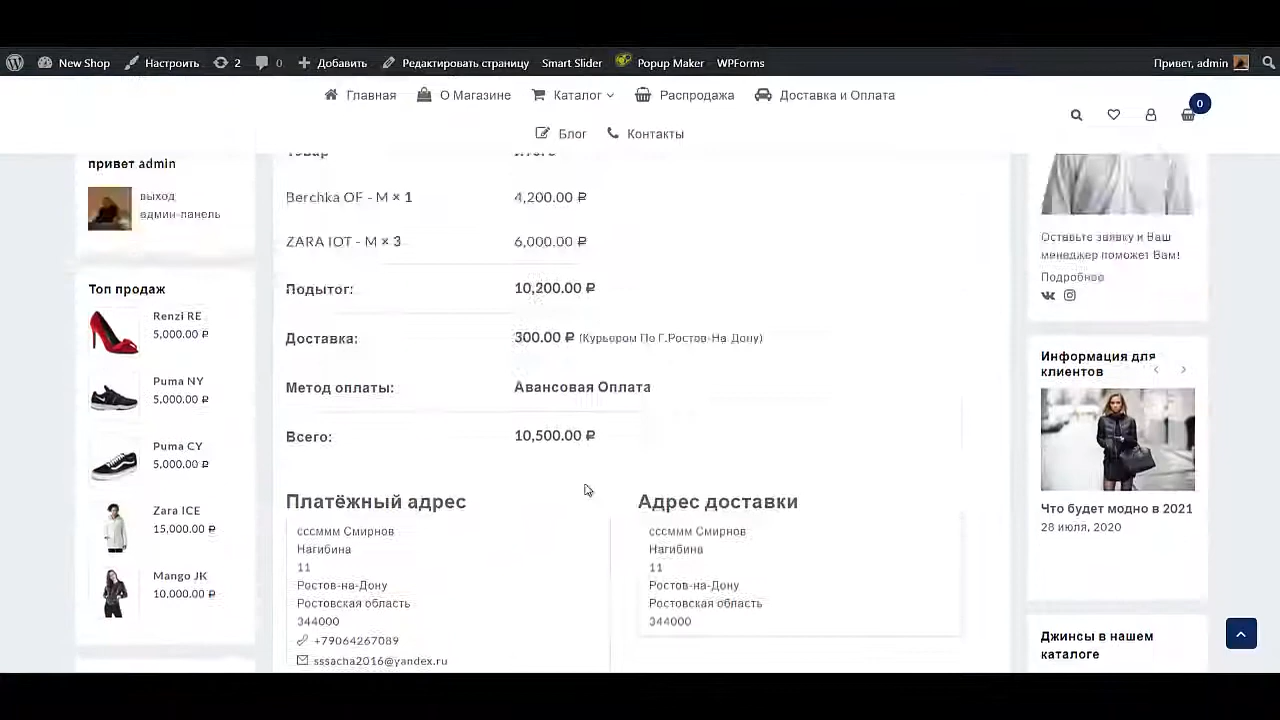 New Shop
Настроить
2
0
Добавить
Редактировать страницу
Smart Slider
Popup Maker
WPForms
Привет, admin
Главная
О Магазине
Каталог
Распродажа
Доставка и Оплата
0
Блог
Контакты
привет admin
выход
админ-панель
Топ продаж
Renzi RE
5,000.00 ₽
Puma NY
5,000.00 ₽
Puma CY
5,000.00 ₽
Zara ICE
15,000.00 ₽
Mango JK
10,000.00 ₽
Товар
Итого
Berchka OF - M × 1
4,200.00 ₽
ZARA IOT - M × 3
6,000.00 ₽
Подытог:
10,200.00 ₽
Доставка:
300.00 ₽ (Курьером По Г.Ростов-На Дону)
Метод оплаты:
Авансовая Оплата
Всего:
10,500.00 ₽
Платёжный адрес
сссммм Смирнов
Нагибина
11
Ростов-на-Дону
Ростовская область
344000
+79064267089
sssacha2016@yandex.ru
Адрес доставки
сссммм Смирнов
Нагибина
11
Ростов-на-Дону
Ростовская область
344000
Оставьте заявку и Ваш
менеджер поможет Вам!
Подробнее
Информация для
клиентов
Что будет модно в 2021
28 июля, 2020
Джинсы в нашем
каталоге